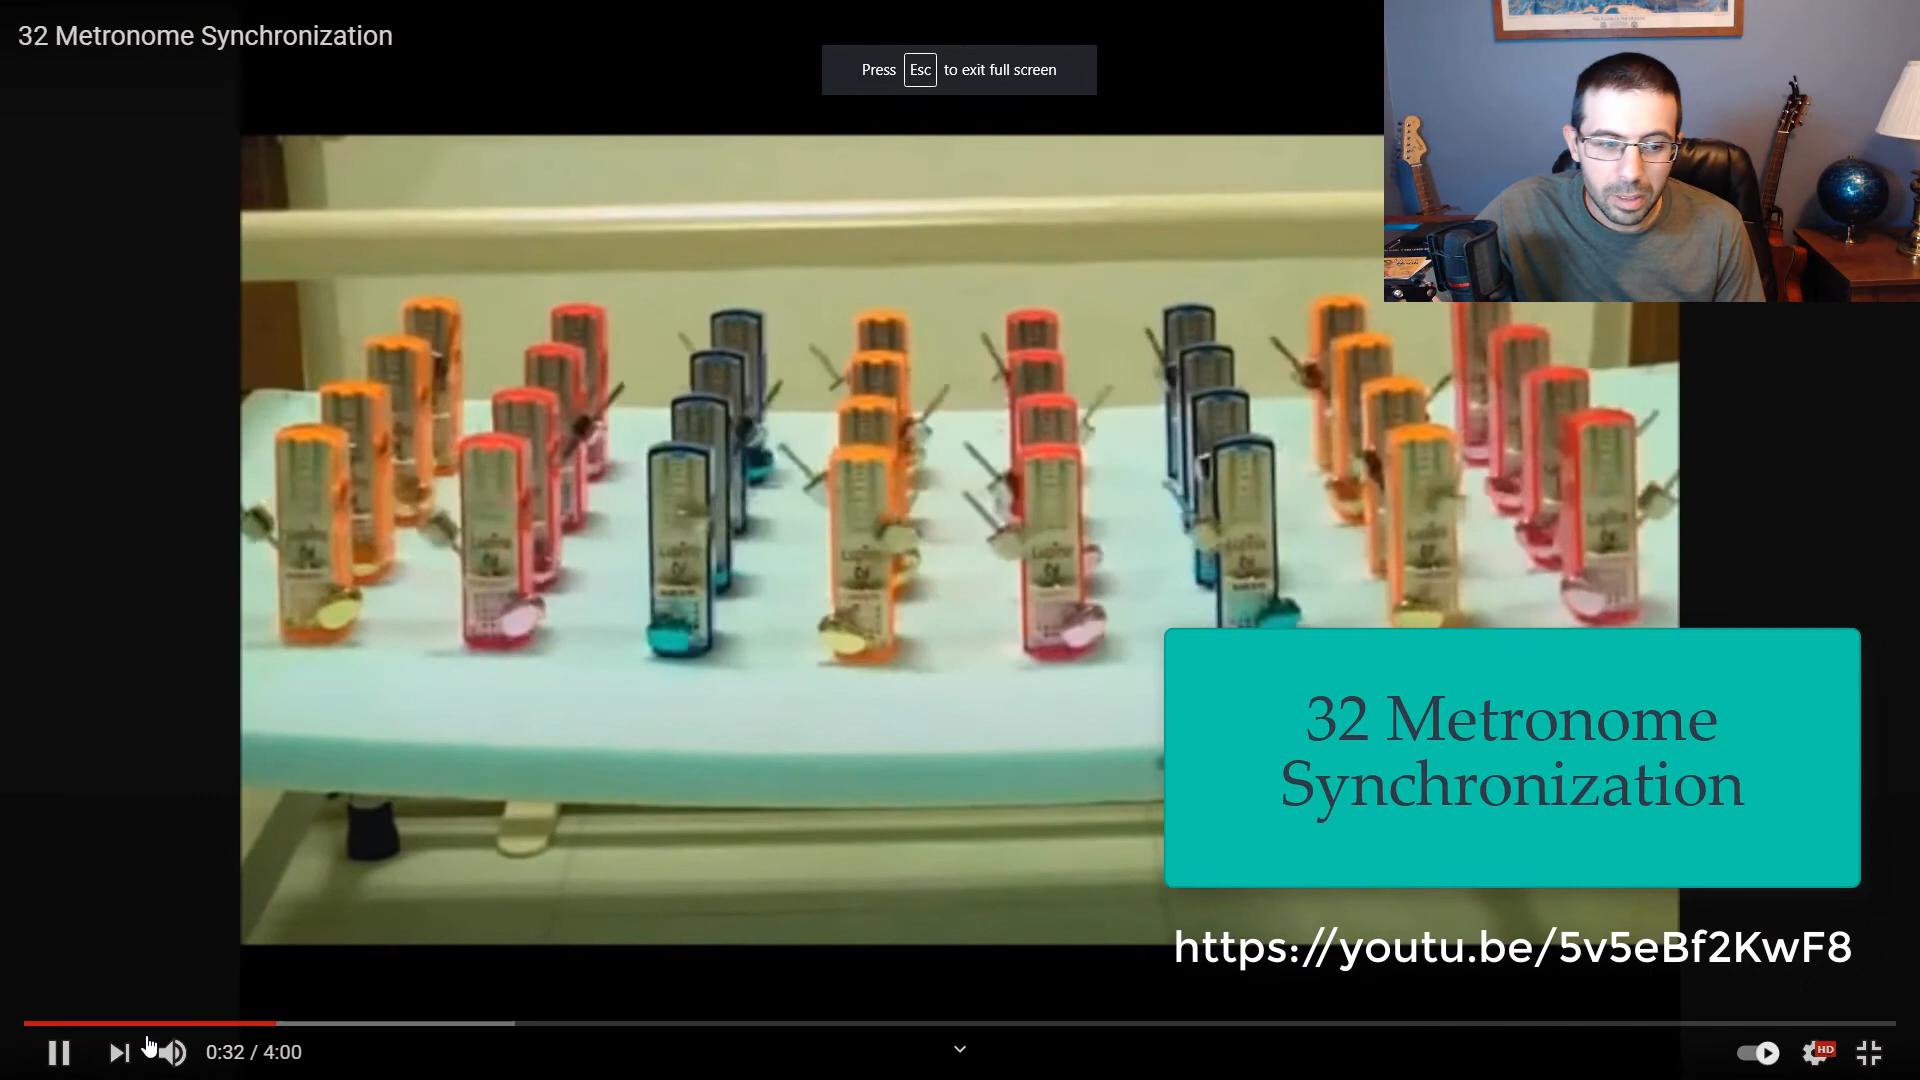 32 Metronome Synchronization
Press Esc to exit full screen
32 Metronome
Synchronization
https://youtu.be/5v5eBf2KwF8
0:32 / 4:00
HD